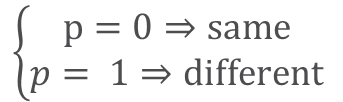 p = 0 ⇒ same
p = 1 ⇒ different